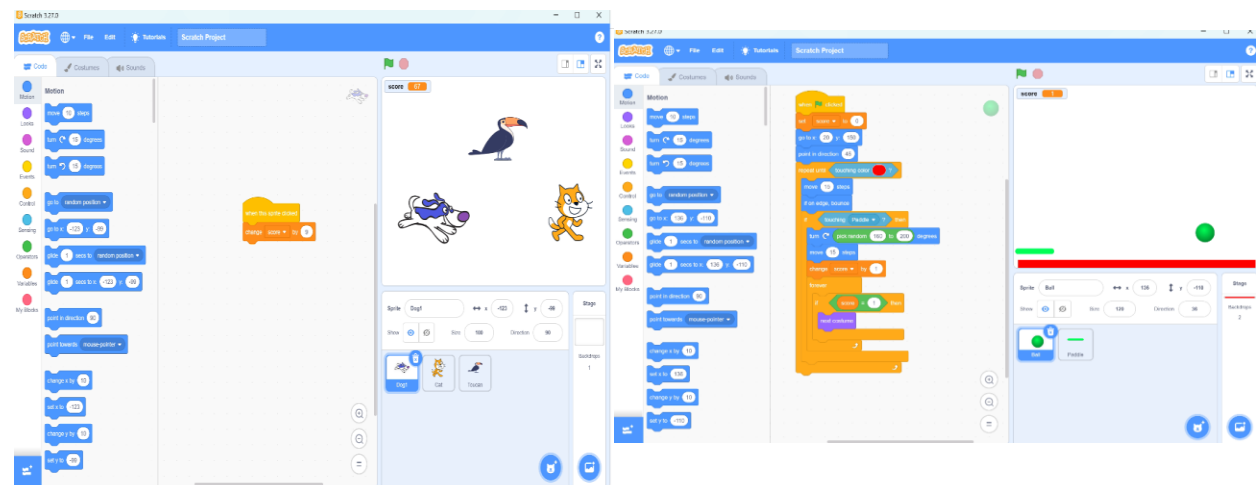 Scratch 3.27.0
SCRATCH File Edit Tutorials Scratch Project
Code Costumes Sounds
Motion
Looks
Sound
Events
Control
Sensing
Operators
Variables
My Blocks
Motion
move 10 steps
turn 15 degrees
turn 15 degrees
go to random position
go to x: -123 y: -99
glide 1 secs to random position
glide 1 secs to x: -123 y: -99
point in direction 90
point towards mouse-pointer
change x by 10
set x to -123
change y by 10
set y to -99
when this sprite clicked
change score by
score 67
Sprite Dog1 x -123 y -99
Show Size 100 Direction 90
Dog1 Cat Toucan
Stage
Backdrops
1
Scratch 3.27.0
SCRATCH File Edit Tutorials Scratch Project
Code Costumes Sounds
Motion
Looks
Sound
Events
Control
Sensing
Operators
Variables
My Blocks
Motion
move 10 steps
turn 15 degrees
turn 15 degrees
go to random position
go to x: 136 y: -110
glide 1 secs to random position
glide 1 secs to x: 136 y: -110
point in direction 90
point towards mouse-pointer
change x by 10
set x to 136
change y by 10
set y to -110
when clicked
set score to 0
go to x: 20 y: 150
point in direction 45
repeat until touching color ?
move 15 steps
if on edge, bounce
if touching Paddle ? then
turn pick random 160 to 200 degrees
move 15 steps
change score by 1
forever
if score = 1 then
next costume
score 1
Sprite Ball x 136 y -110
Show Size 100 Direction
Ball Paddle
Stage
Backdrops
2